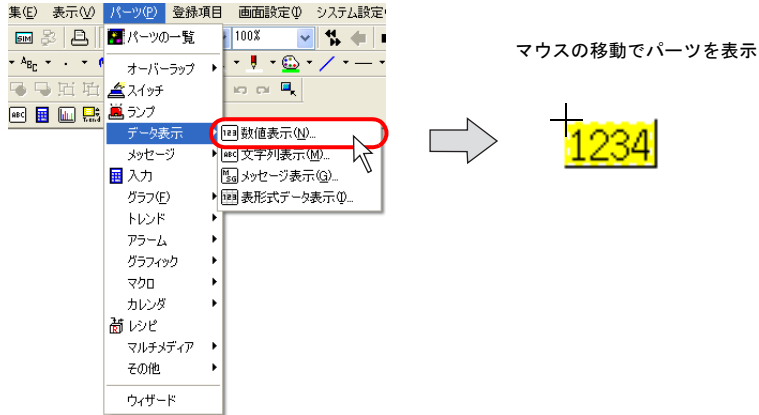 集(E) 表示(V) パーツ(P) 登録項目 画面設定(I) システム設定
SIM パーツの一覧 100%
ABC オーバーラップ
スイッチ
ABC ランプ
データ表示 123 数値表示(N)...
メッセージ ABC 文字列表示(M)...
入力 メッセージ表示(G)...
グラフ(F) 123 表形式データ表示(I)...
トレンド
アラーム
グラフィック
マクロ
カレンダ
レシピ
マルチメディア
その他
ウィザード
マウスの移動でパーツを表示
1234